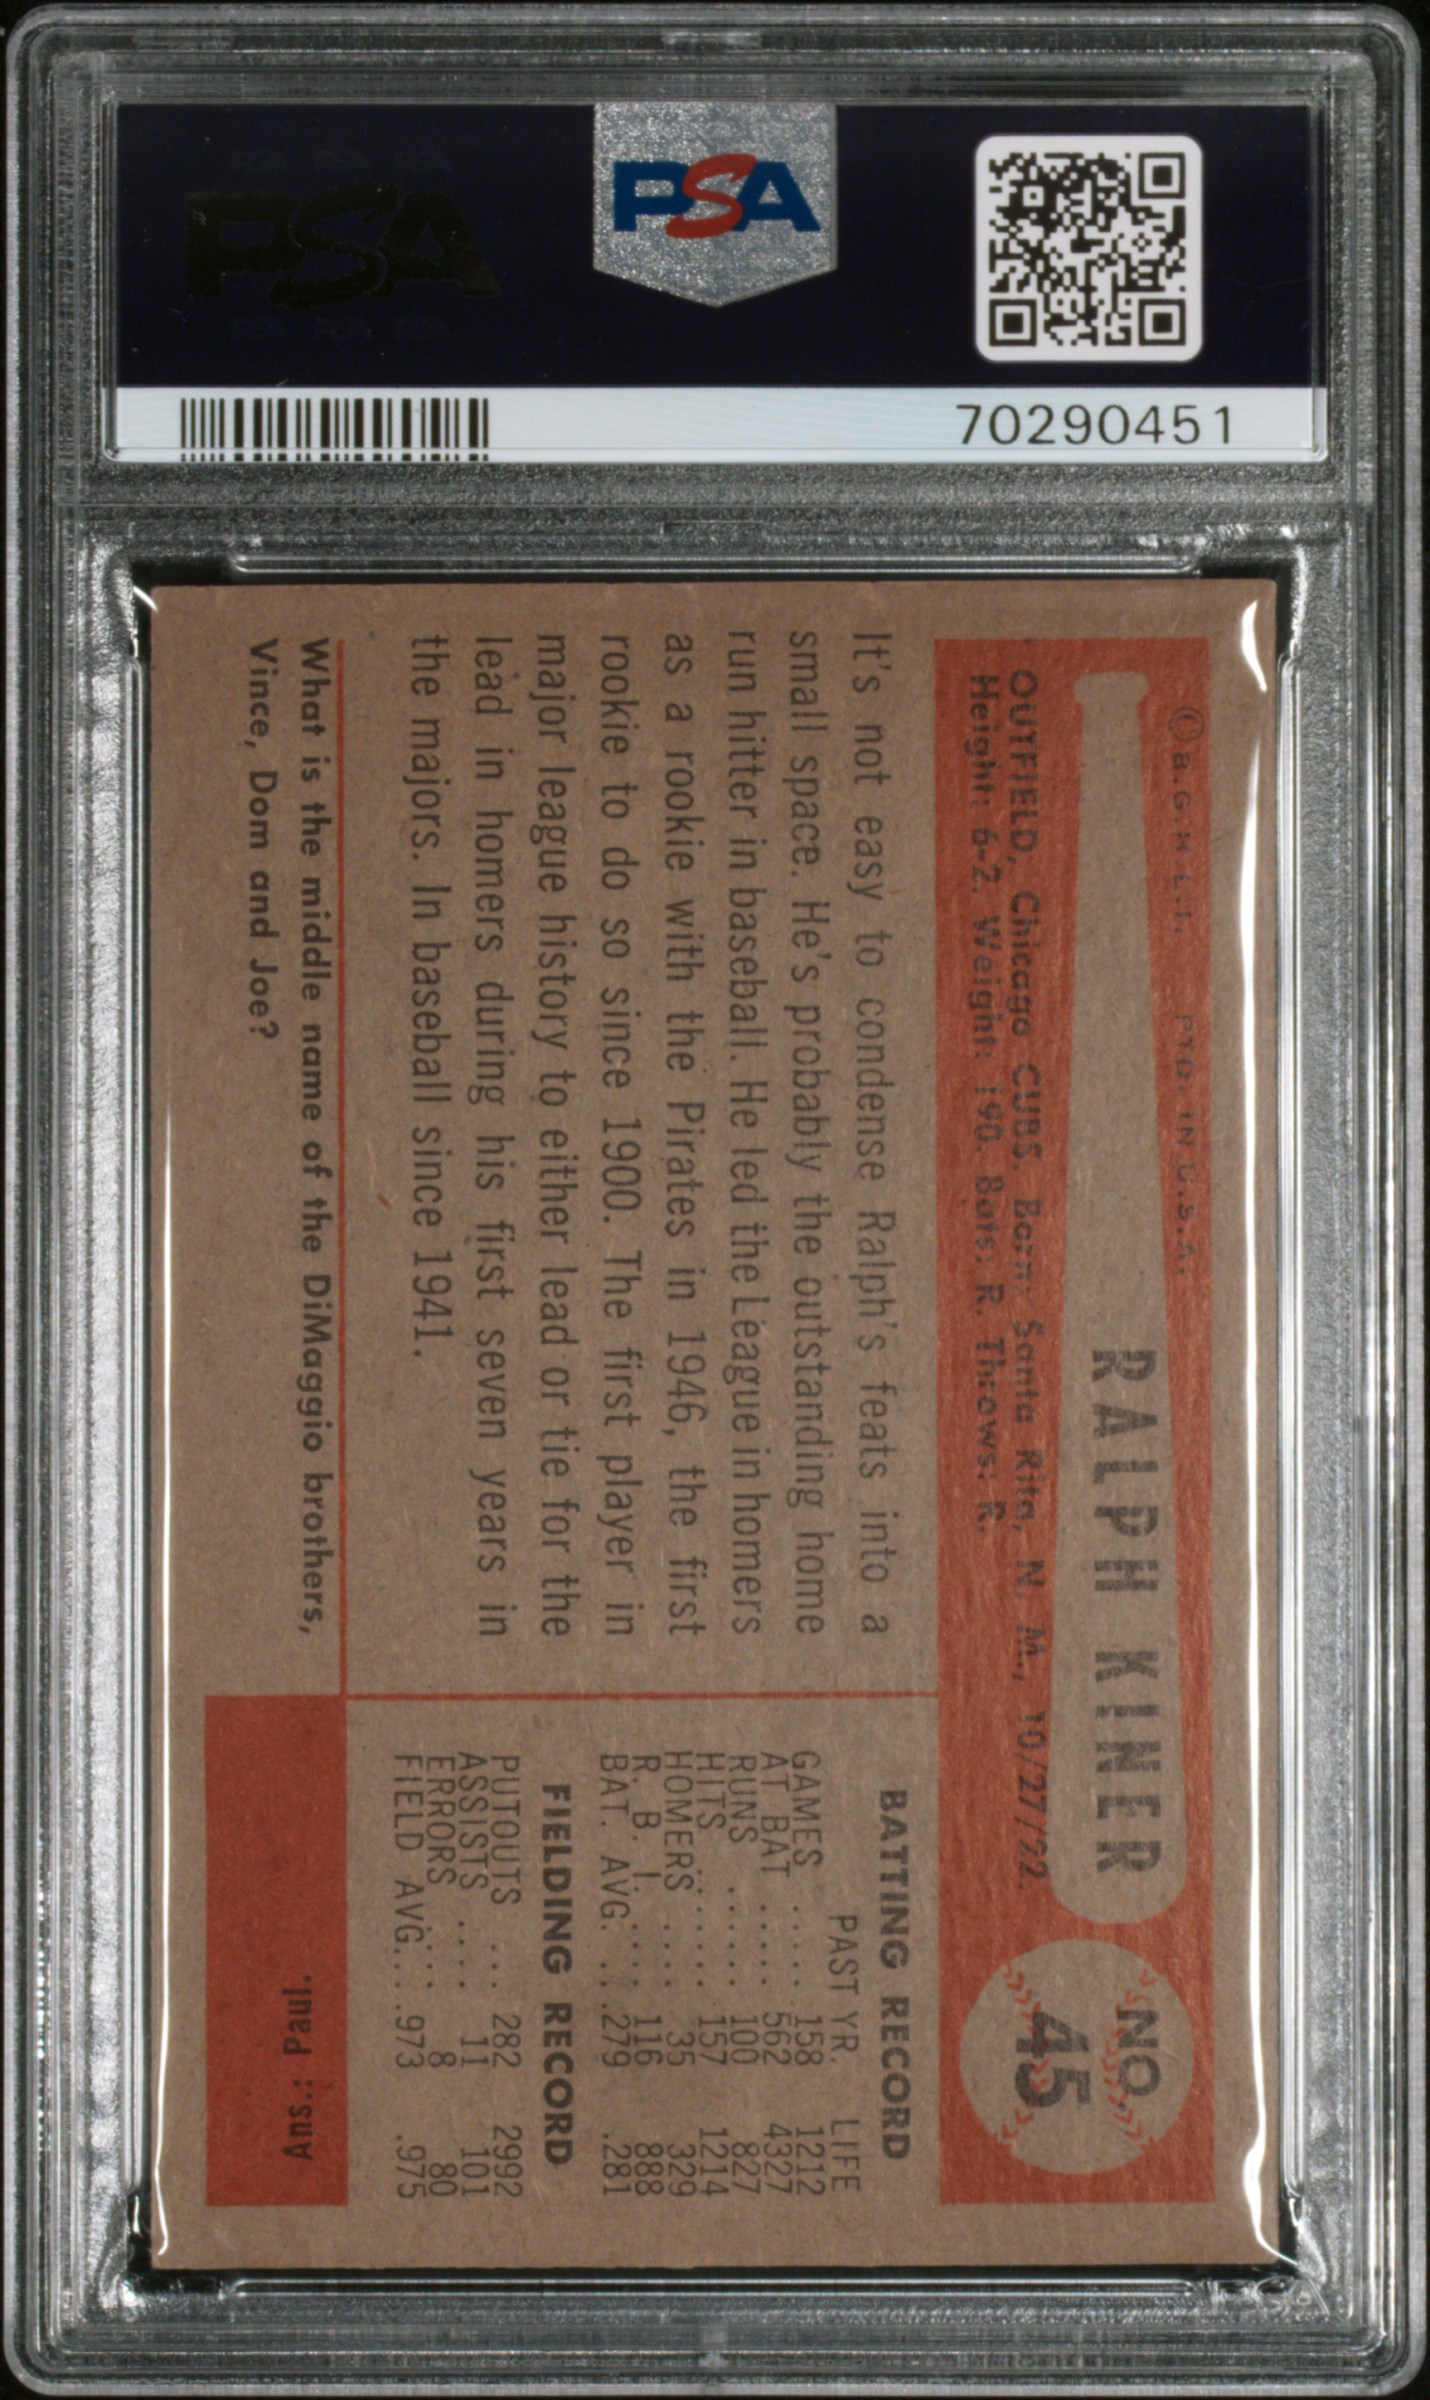 PSA
PSA
70290451
© B.G.H.L.I. PTD. IN U.S.A.
RALPH KINER
NO.
45
OUTFIELD, Chicago CUBS. Born: Santa Rita, N. M., 10/27/22.
Height: 6-2. Weight: 190. Bats: R. Throws: R.
It's not easy to condense Ralph's feats into a
small space. He's probably the outstanding home
run hitter in baseball. He led the League in homers
as a rookie with the Pirates in 1946, the first
rookie to do so since 1900. The first player in
major league history to either lead or tie for the
lead in homers during his first seven years in
the majors. In baseball since 1941.
BATTING RECORD
PAST YR. LIFE
GAMES ..... 158 1212
AT BAT ..... 562 4327
RUNS ...... 100 827
HITS ....... 157 1214
HOMERS .... 35 329
R. B. I. ..... 116 888
BAT. AVG. .. .279 .281
FIELDING RECORD
PUTOUTS ... 282 2992
ASSISTS .... 11 101
ERRORS .... 8 80
FIELD AVG... .973 .975
What is the middle name of the DiMaggio brothers,
Vince, Dom and Joe?
Ans.: Paul.